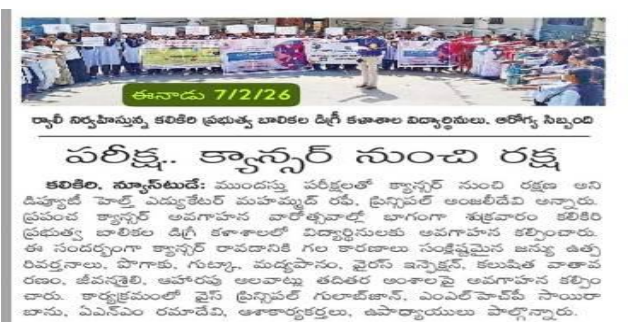 ఈనాడు 7/2/26
ర్యాలీ నిర్వహిస్తున్న కలికిరి ప్రభుత్వ బాలికల డిగ్రీ కళాశాల విద్యార్థినులు, ఆరోగ్య సిబ్బంది
పరీక్ష.. క్యాన్సర్ నుంచి రక్ష
కలికిరి, న్యూస్‌టుడే: ముందస్తు పరీక్షలతో క్యాన్సర్ నుంచి రక్షణ అని
డిప్యూటీ హెల్త్ ఎడ్యుకేటర్ మహమ్మద్ రఫీ, ప్రిన్సిపల్ అంజలీదేవి అన్నారు.
ప్రపంచ క్యాన్సర్ అవగాహన వారోత్సవాల్లో భాగంగా శుక్రవారం కలికిరి
ప్రభుత్వ బాలికల డిగ్రీ కళాశాలలో విద్యార్థినులకు అవగాహన కల్పించారు.
ఈ సందర్భంగా క్యాన్సర్ రావడానికి గల కారణాలు సంక్లిష్టమైన జన్యు ఉత్ప
రివర్తనాలు, పొగాకు, గుట్కా, మద్యపానం, వైరస్ ఇన్ఫెక్షన్, కలుషిత వాతావ
రణం, జీవనశైలి, ఆహారపు అలవాట్లు తదితర అంశాలపై అవగాహన కల్పిం
చారు. కార్యక్రమంలో వైస్ ప్రిన్సిపల్ గులాబ్‌జాన్, ఎంఎల్‌హెచ్‌పీ సాయిరా
బాను, ఏఎన్ఎం రమాదేవి, ఆశాకార్యకర్తలు, ఉపాధ్యాయులు పాల్గొన్నారు.